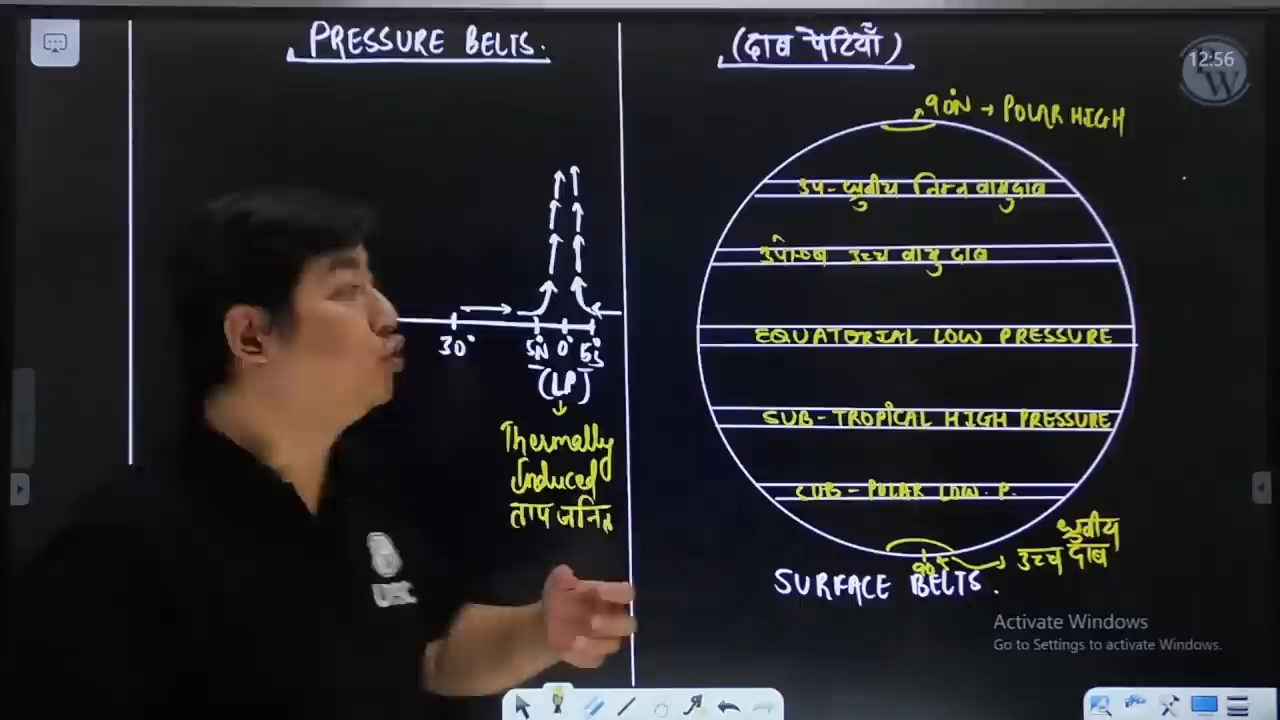 PRESSURE BELTS.
(दाब पेटियाँ)
12:56
PW
90°N → POLAR HIGH
उप-ध्रुवीय निम्न वायुदाब
उपोष्ण उच्च वायु दाब
EQUATORIAL LOW PRESSURE
SUB-TROPICAL HIGH PRESSURE
SUB-POLAR LOW. P.
ध्रुवीय
उच्च दाब
SURFACE BELTS.
30° 5°N 0° 5°S
(LP)
Thermally
Induced
ताप जनित
Activate Windows
Go to Settings to activate Windows.